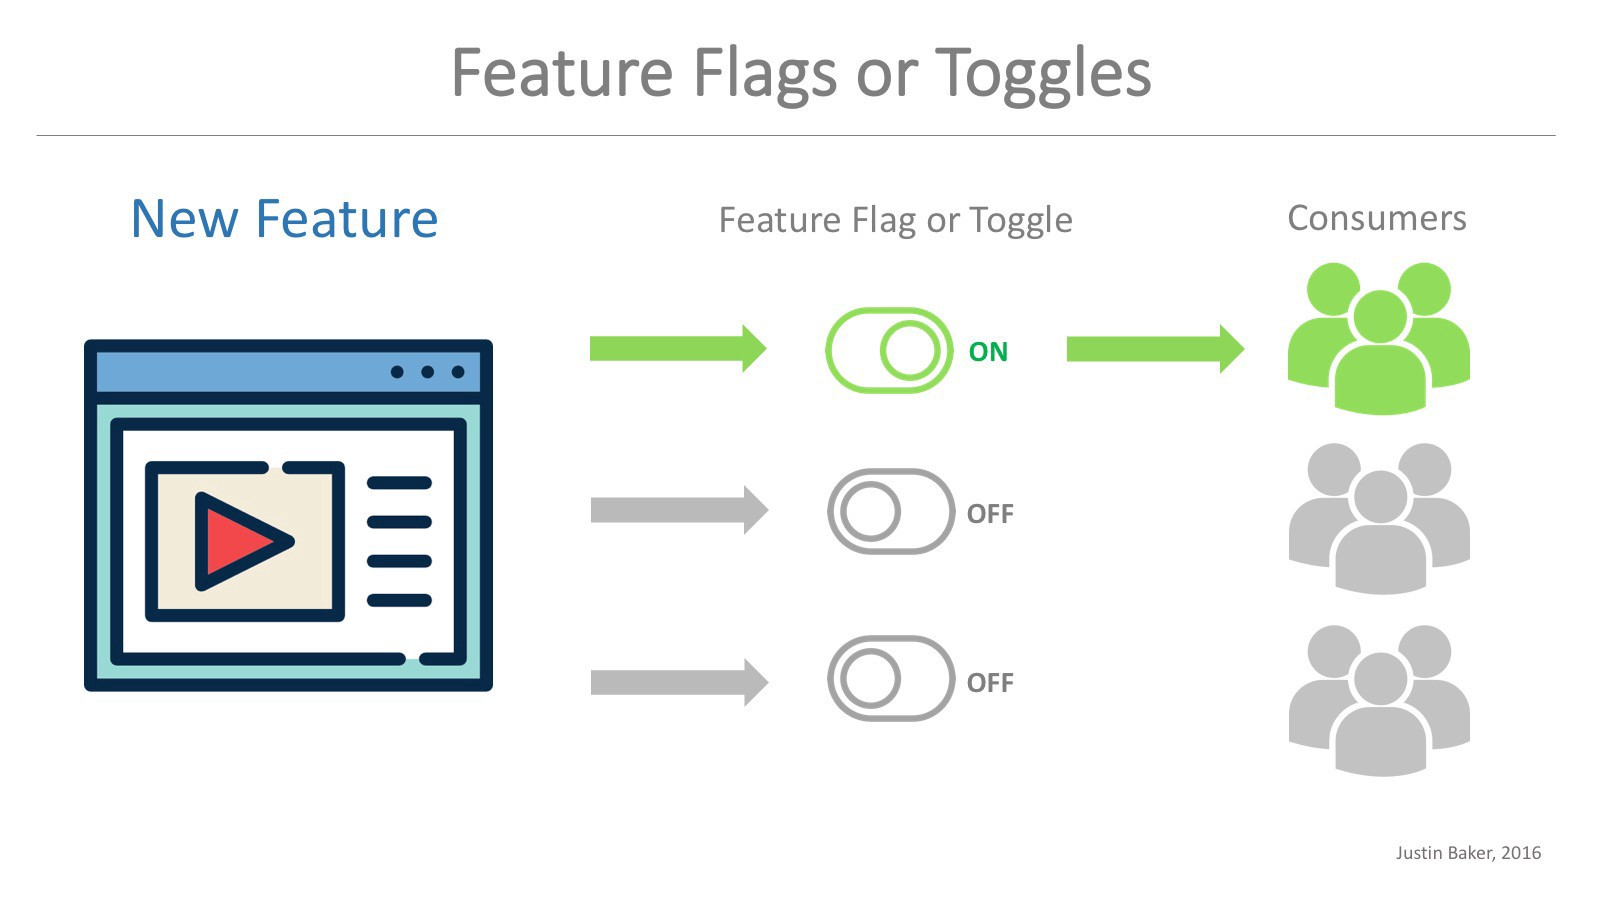 Feature Flags or Toggles
New Feature
Feature Flag or Toggle
Consumers
ON
OFF
OFF
Justin Baker, 2016